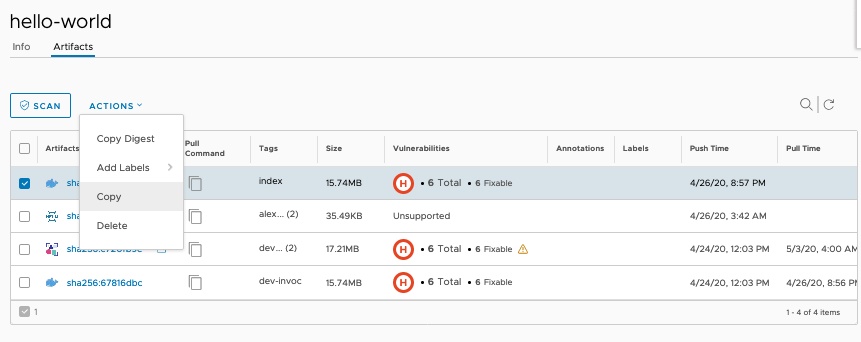 hello-world
Info Artifacts
SCAN ACTIONS
Copy Digest
Add Labels
Copy
Delete
Artifacts Pull Command Tags Size Vulnerabilities Annotations Labels Push Time Pull Time
sha index 15.74MB H • 6 Total • 6 Fixable 4/26/20, 8:57 PM
sha alex... (2) 35.49KB Unsupported 4/26/20, 3:42 AM
dev... (2) 17.21MB H • 6 Total • 6 Fixable 4/24/20, 12:03 PM 5/3/20, 4:00 AM
sha256:67816dbc dev-invoc 15.74MB H • 6 Total • 6 Fixable 4/24/20, 12:03 PM 4/26/20, 8:56 P
1 1 - 4 of 4 items